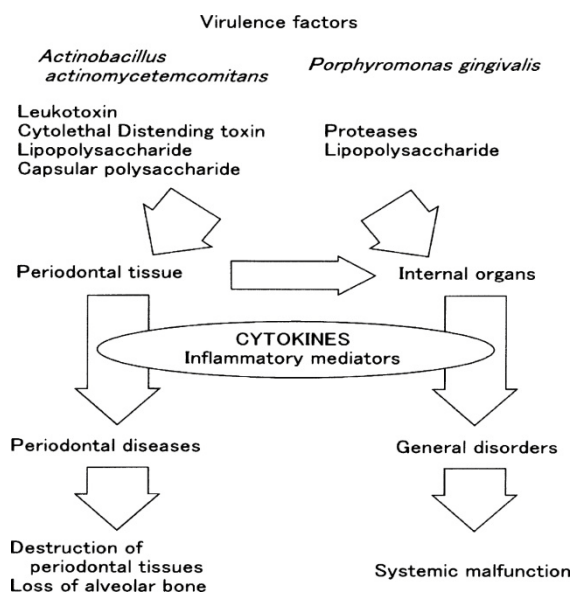 Virulence factors
Actinobacillus
actinomycetemcomitans
Porphyromonas gingivalis
Leukotoxin
Cytolethal Distending toxin
Lipopolysaccharide
Capsular polysaccharide
Proteases
Lipopolysaccharide
Periodontal tissue
Internal organs
CYTOKINES
Inflammatory mediators
Periodontal diseases
General disorders
Destruction of
periodontal tissues
Loss of alveolar bone
Systemic malfunction